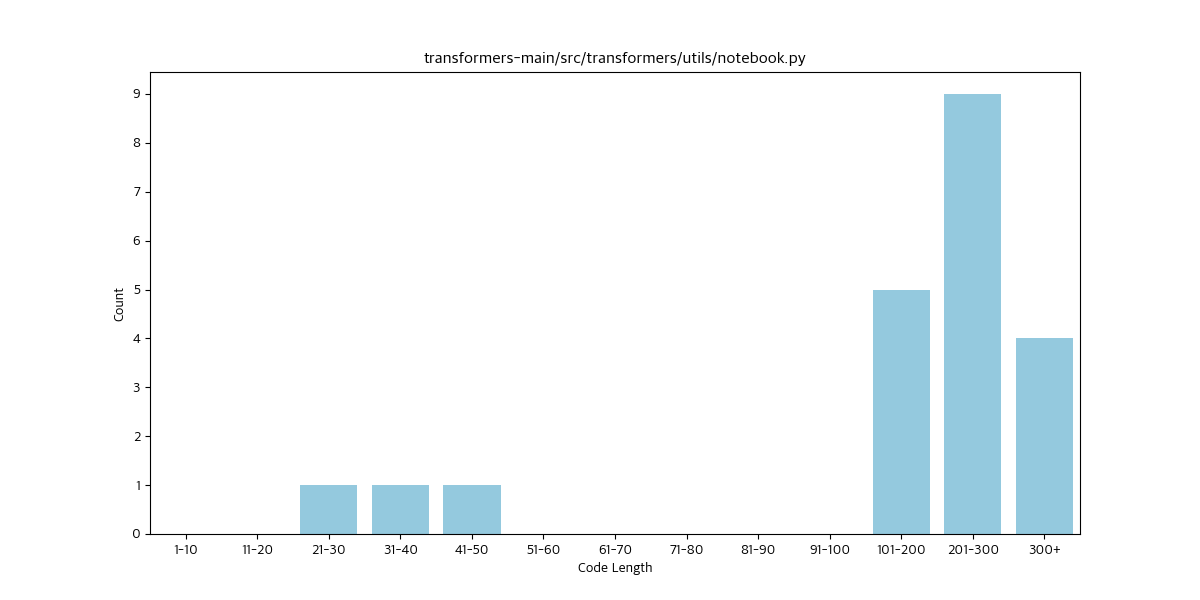 transformers-main/src/transformers/utils/notebook.py
9
8
7
6
5
4
3
2
1
0
Count
1-10 11-20 21-30 31-40 41-50 51-60 61-70 71-80 81-90 91-100 101-200 201-300 300+
Code Length